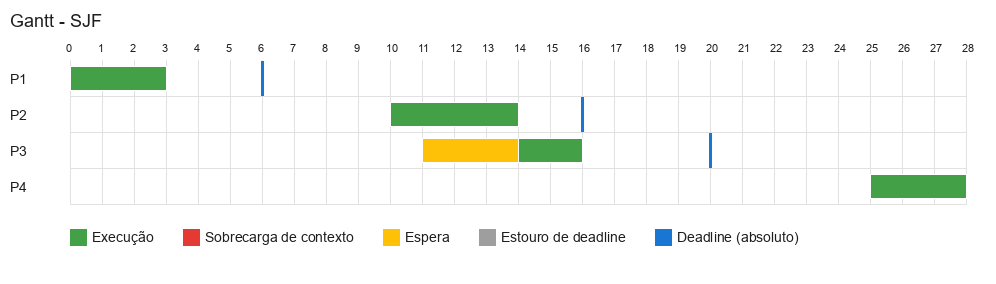 Gantt - SJF
0 1 2 3 4 5 6 7 8 9 10 11 12 13 14 15 16 17 18 19 20 21 22 23 24 25 26 27 28
P1
P2
P3
P4
Execução Sobrecarga de contexto Espera Estouro de deadline Deadline (absoluto)